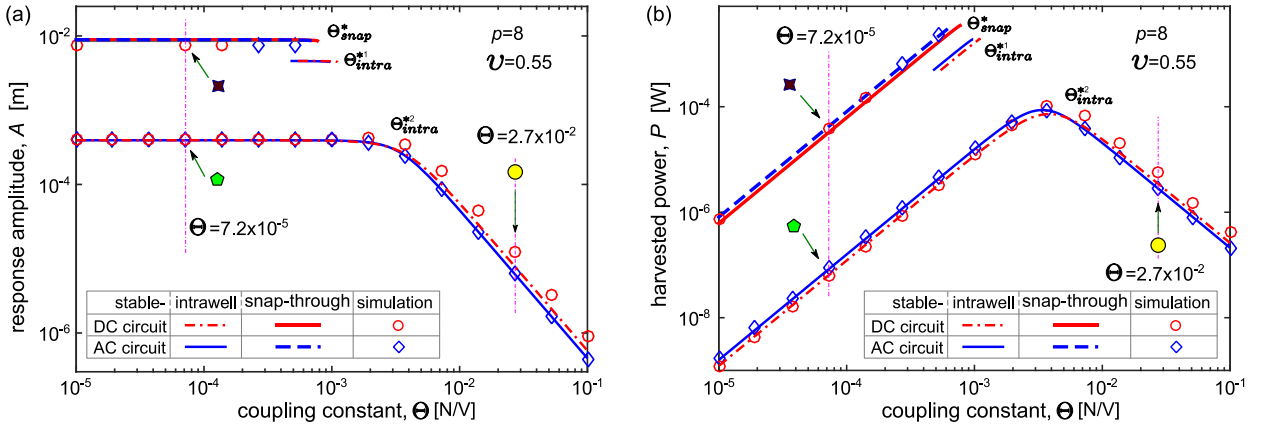 (a)
response amplitude, A [m]
10⁻²
10⁻⁴
10⁻⁶
Θ*snap
Θ*¹intra
p=8
υ=0.55
Θ*²intra
Θ=2.7x10⁻²
Θ=7.2x10⁻⁵
stable- intrawell snap-through simulation
DC circuit
AC circuit
10⁻⁵ 10⁻⁴ 10⁻³ 10⁻² 10⁻¹
coupling constant, Θ [N/V]
(b)
harvested power, P [W]
10⁻⁴
10⁻⁶
10⁻⁸
Θ=7.2x10⁻⁵
Θ*snap
Θ*¹intra
p=8
υ=0.55
Θ*²intra
Θ=2.7x10⁻²
stable- intrawell snap-through simulation
DC circuit
AC circuit
10⁻⁵ 10⁻⁴ 10⁻³ 10⁻² 10⁻¹
coupling constant, Θ [N/V]